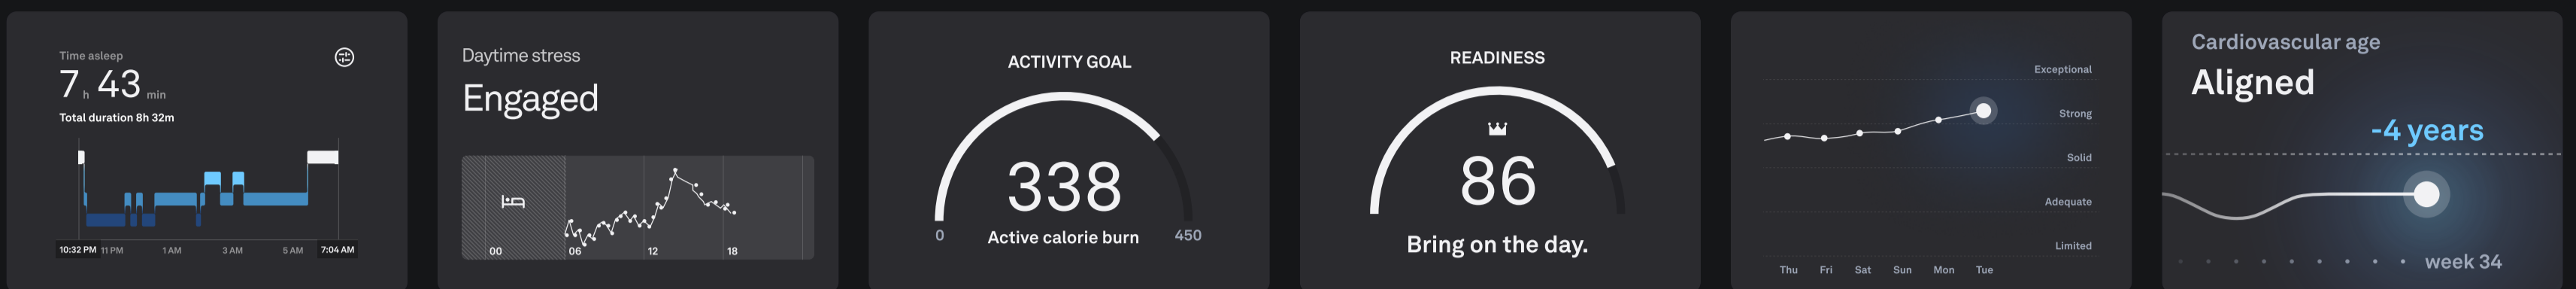 Time asleep
7 h 43 min
Total duration 8h 32m
10:32 PM 11 PM 1 AM 3 AM 5 AM 7:04 AM
Daytime stress
Engaged
00 06 12 18
ACTIVITY GOAL
338
0 Active calorie burn 450
READINESS
86
Bring on the day.
Exceptional
Strong
Solid
Adequate
Limited
Thu Fri Sat Sun Mon Tue
Cardiovascular age
Aligned
-4 years
week 34